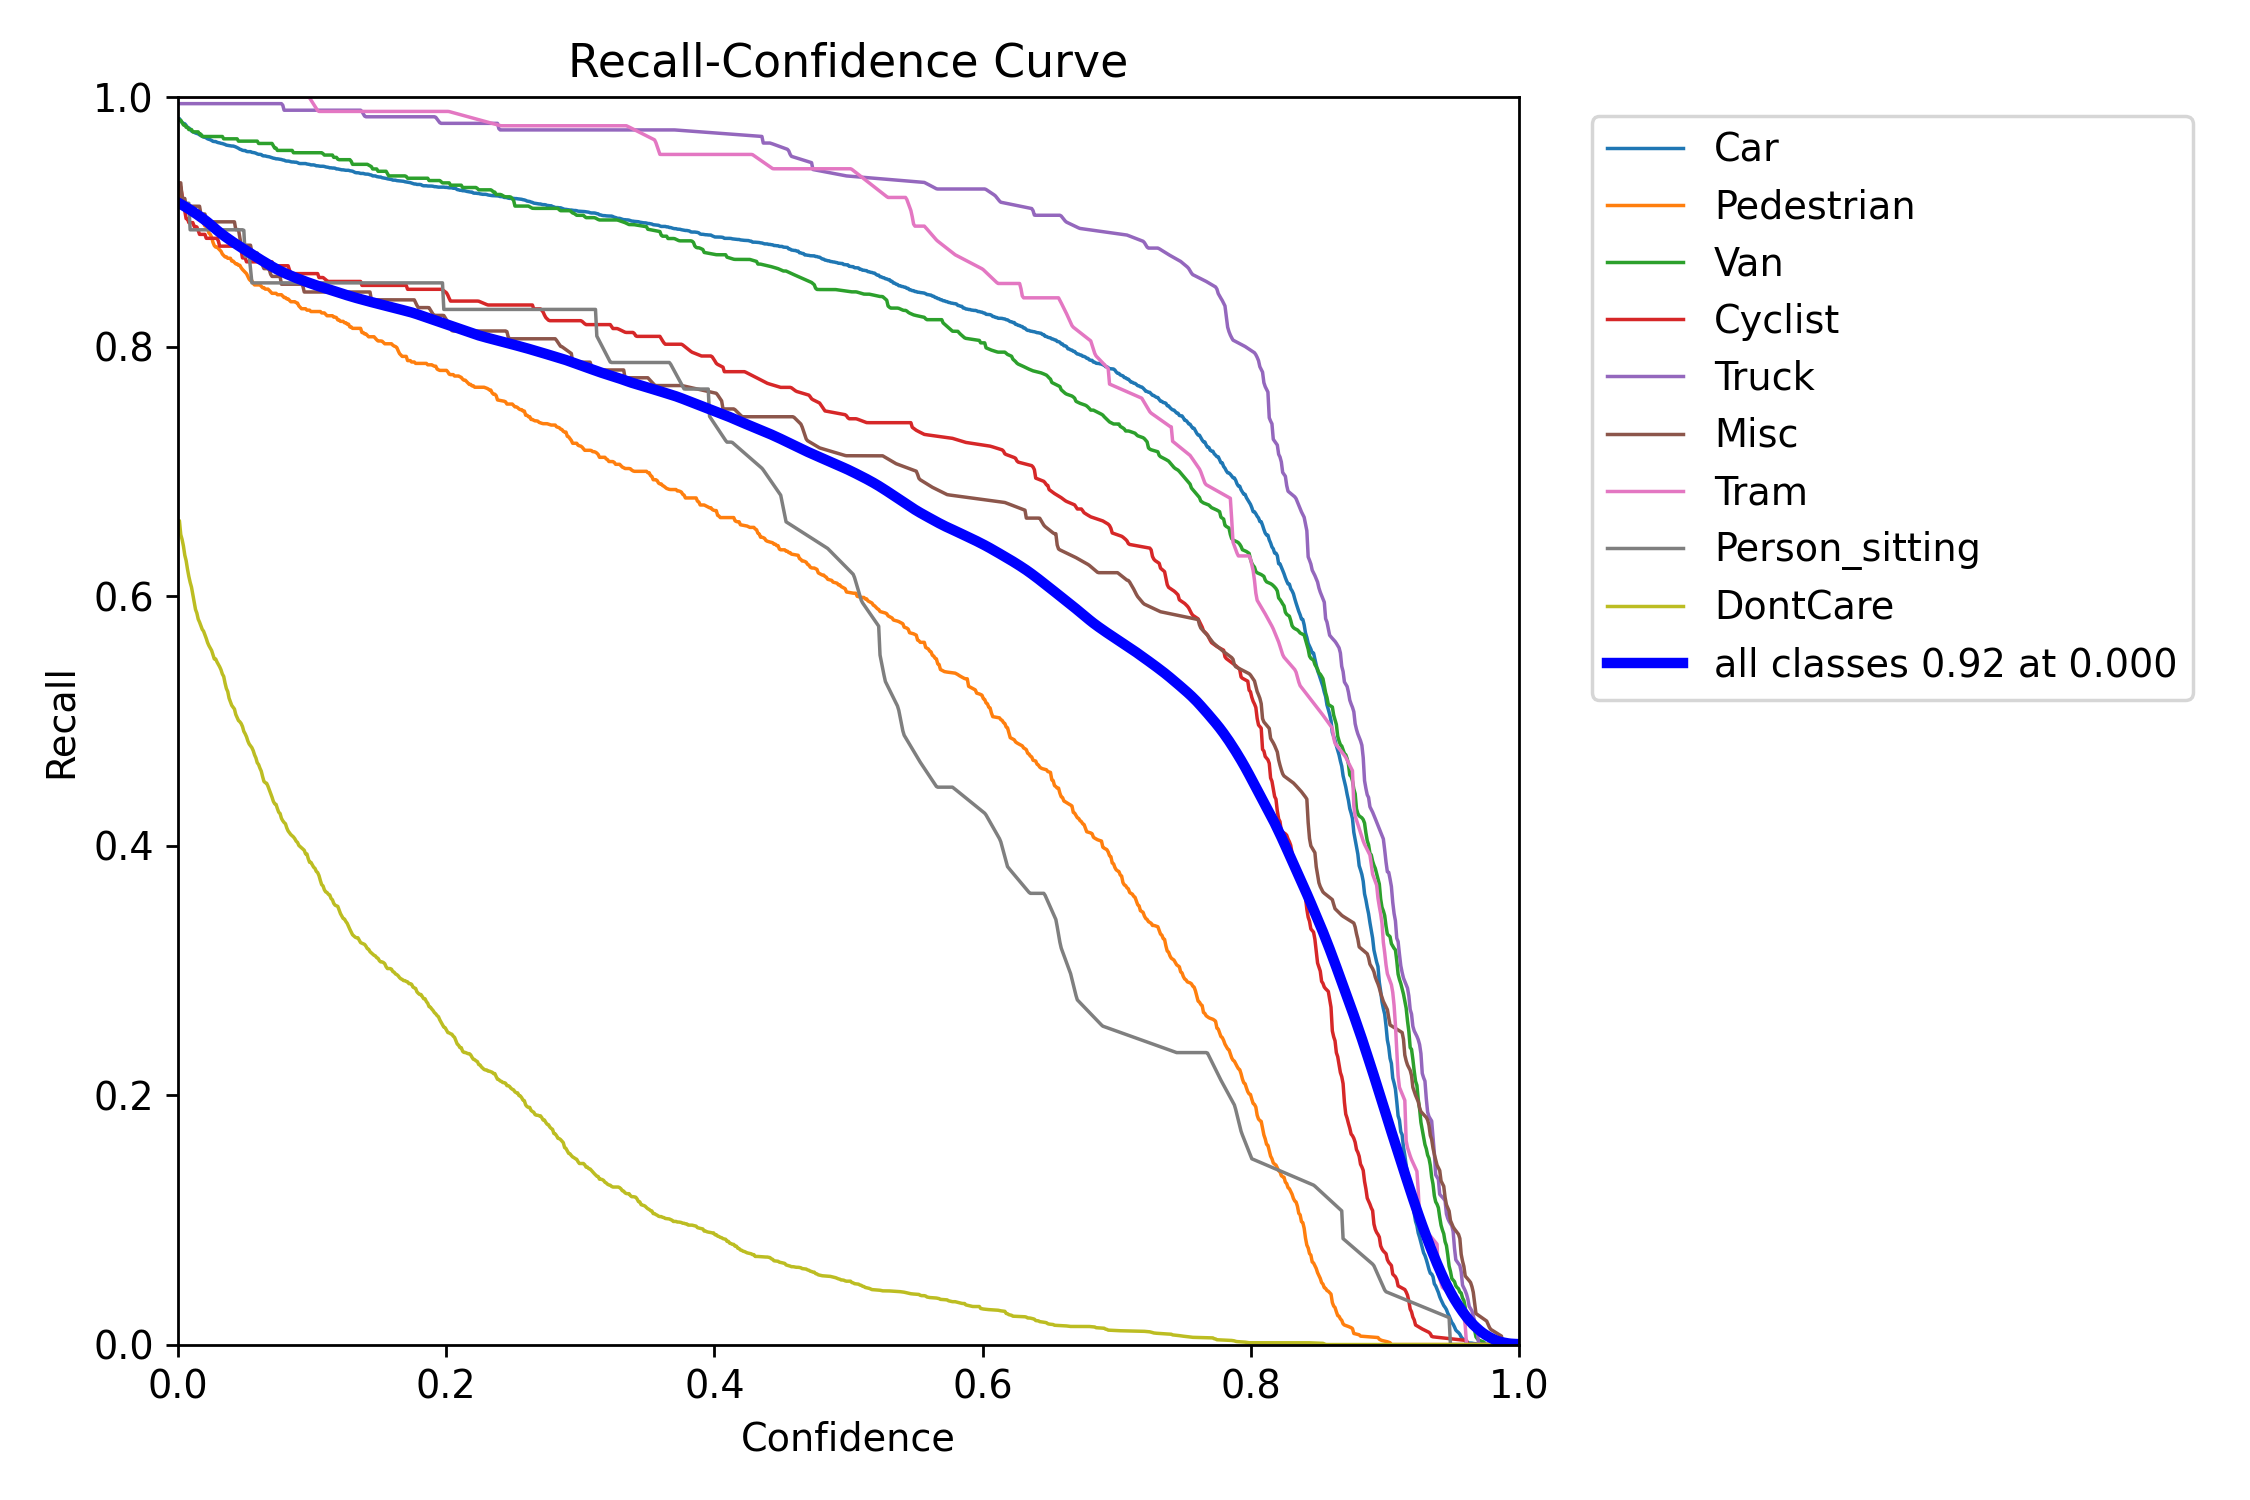 Recall-Confidence Curve
1.0
0.8
0.6
0.4
0.2
0.0
Recall
0.0 0.2 0.4 0.6 0.8 1.0
Confidence
Car
Pedestrian
Van
Cyclist
Truck
Misc
Tram
Person_sitting
DontCare
all classes 0.92 at 0.000